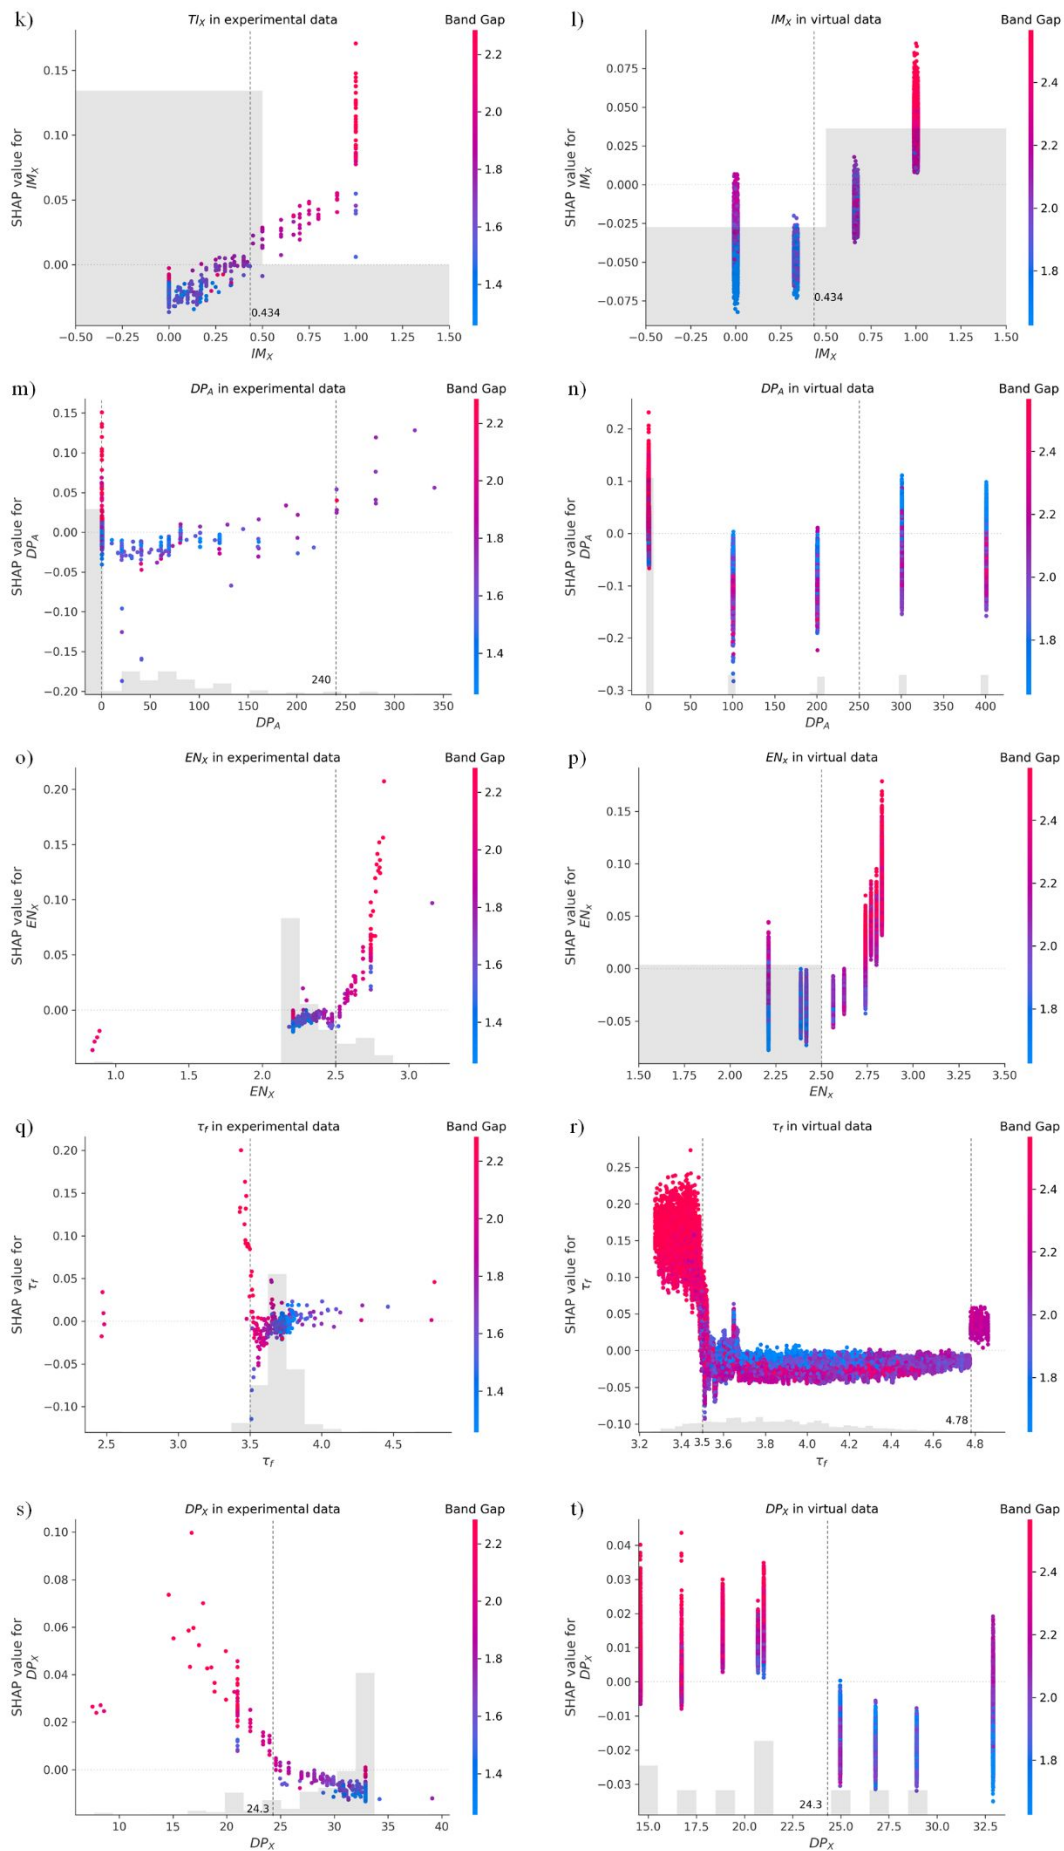 k)
TI_X in experimental data
Band Gap
0.15
0.10
0.05
0.00
SHAP value for
IM_X
2.2
2.0
1.8
1.6
1.4
0.434
−0.50 −0.25 0.00 0.25 0.50 0.75 1.00 1.25 1.50
IM_X
l)
IM_X in virtual data
Band Gap
0.075
0.050
0.025
0.000
−0.025
−0.050
−0.075
SHAP value for
IM_X
2.4
2.2
2.0
1.8
0.434
−0.50 −0.25 0.00 0.25 0.50 0.75 1.00 1.25 1.50
IM_X
m)
DP_A in experimental data
Band Gap
0.15
0.10
0.05
0.00
−0.05
−0.10
−0.15
−0.20
SHAP value for
DP_A
2.2
2.0
1.8
1.6
1.4
240
0 50 100 150 200 250 300 350
DP_A
n)
DP_A in virtual data
Band Gap
0.2
0.1
0.0
−0.1
−0.2
−0.3
SHAP value for
DP_A
2.4
2.2
2.0
1.8
0 50 100 150 200 250 300 350 400
DP_A
o)
EN_X in experimental data
Band Gap
0.20
0.15
0.10
0.05
0.00
SHAP value for
EN_X
2.2
2.0
1.8
1.6
1.4
1.0 1.5 2.0 2.5 3.0
EN_X
p)
EN_x in virtual data
Band Gap
0.15
0.10
0.05
0.00
−0.05
SHAP value for
EN_x
2.4
2.2
2.0
1.8
1.50 1.75 2.00 2.25 2.50 2.75 3.00 3.25 3.50
EN_x
q)
τ_f in experimental data
Band Gap
0.20
0.15
0.10
0.05
0.00
−0.05
−0.10
SHAP value for
τ_f
2.2
2.0
1.8
1.6
1.4
2.5 3.0 3.5 4.0 4.5
τ_f
r)
τ_f in virtual data
Band Gap
0.25
0.20
0.15
0.10
0.05
0.00
−0.05
−0.10
SHAP value for
τ_f
2.4
2.2
2.0
1.8
4.78
3.2 3.4 3.5 3.6 3.8 4.0 4.2 4.4 4.6 4.8
τ_f
s)
DP_X in experimental data
Band Gap
0.10
0.08
0.06
0.04
0.02
0.00
SHAP value for
DP_X
2.2
2.0
1.8
1.6
1.4
24.3
10 15 20 25 30 35 40
DP_X
t)
DP_X in virtual data
Band Gap
0.04
0.03
0.02
0.01
0.00
−0.01
−0.02
−0.03
SHAP value for
DP_X
2.4
2.2
2.0
1.8
24.3
15.0 17.5 20.0 22.5 25.0 27.5 30.0 32.5
DP_X